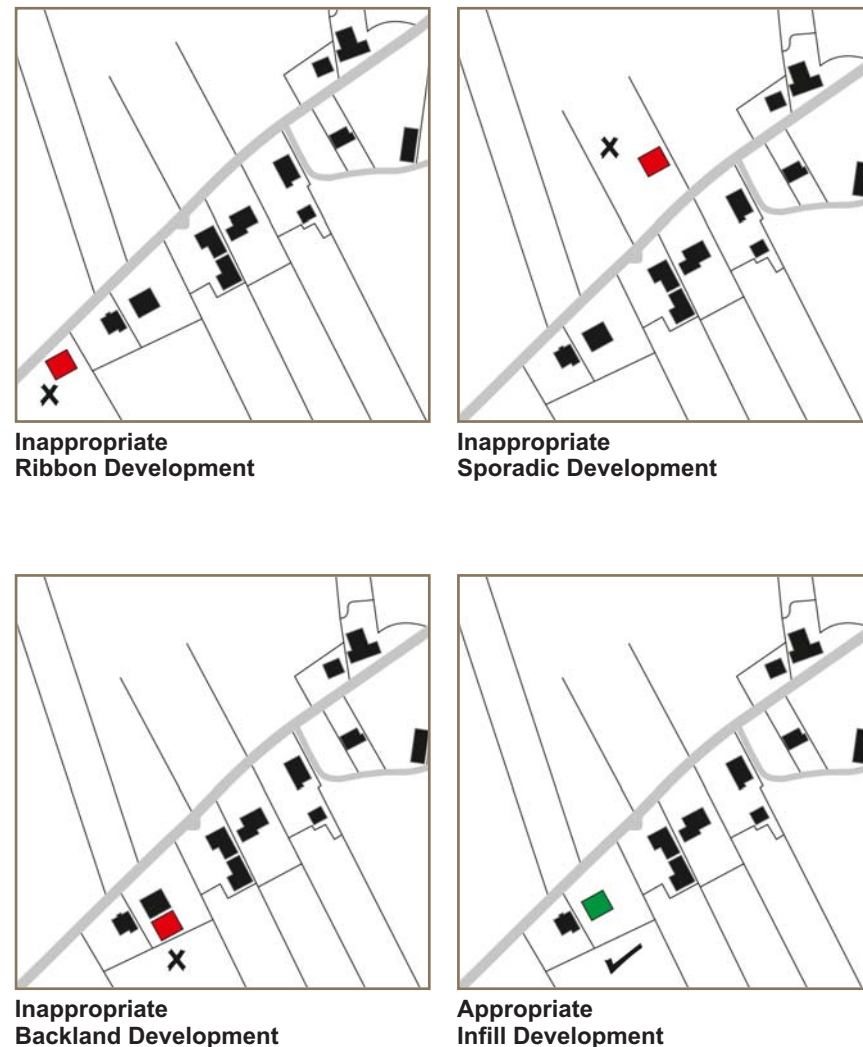 Inappropriate
Ribbon Development
Inappropriate
Sporadic Development
Inappropriate
Backland Development
Appropriate
Infill Development